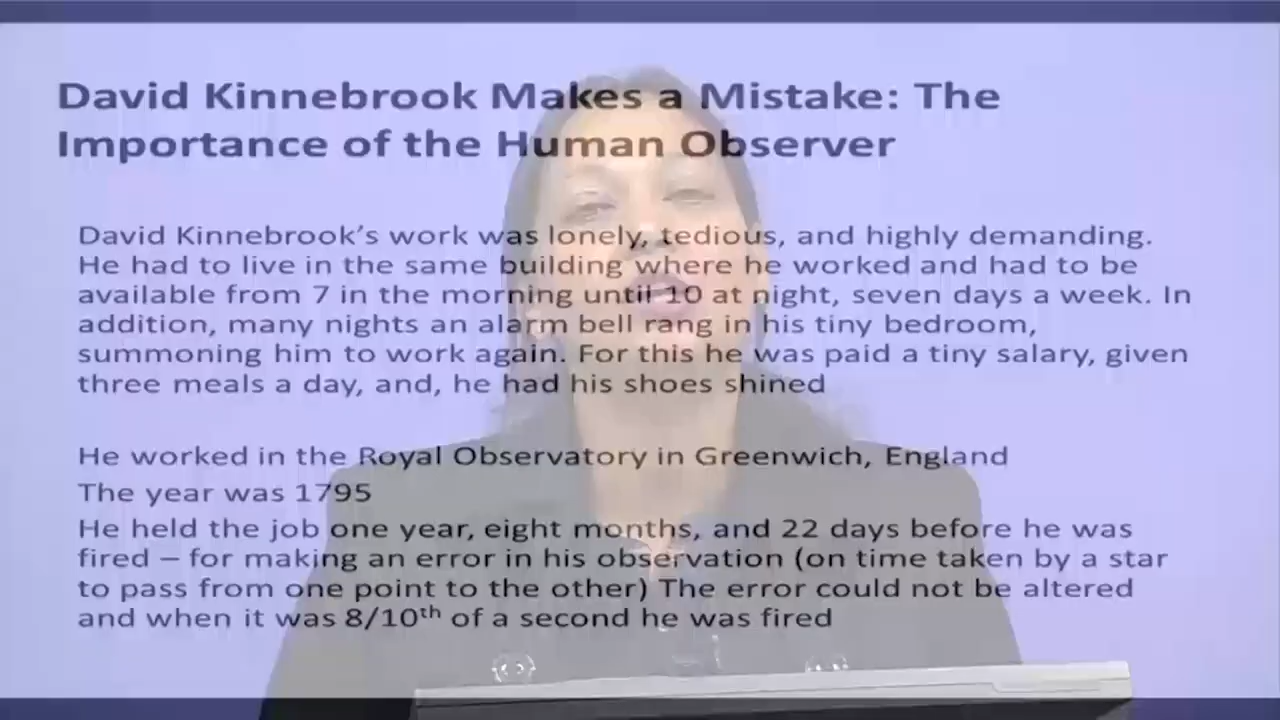 David Kinnebrook Makes a Mistake: The
Importance of the Human Observer
David Kinnebrook’s work was lonely, tedious, and highly demanding.
He had to live in the same building where he worked and had to be
available from 7 in the morning until 10 at night, seven days a week. In
addition, many nights an alarm bell rang in his tiny bedroom,
summoning him to work again. For this he was paid a tiny salary, given
three meals a day, and, he had his shoes shined
He worked in the Royal Observatory in Greenwich, England
The year was 1795
He held the job one year, eight months, and 22 days before he was
fired – for making an error in his observation (on time taken by a star
to pass from one point to the other) The error could not be altered
and when it was 8/10th of a second he was fired